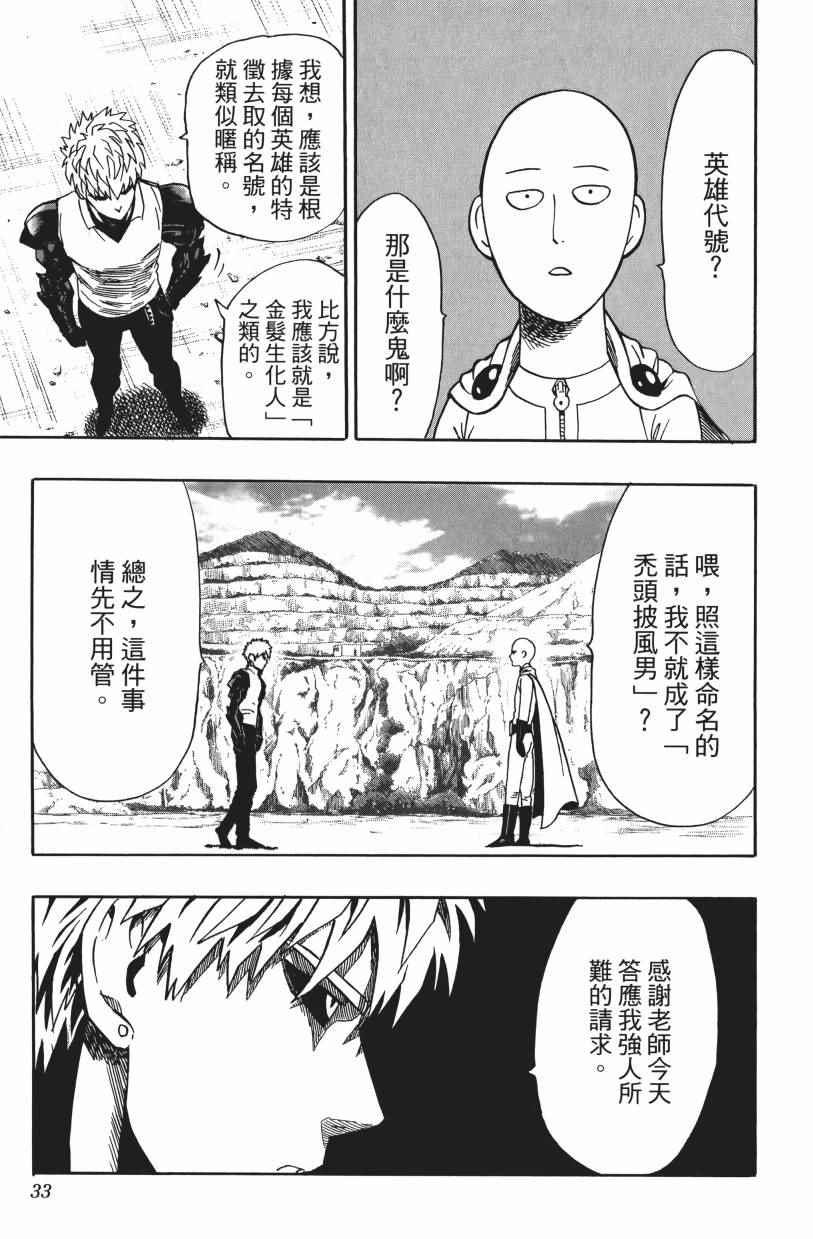 英雄代號？
那是什麼鬼啊？
我想，應該是根
據每個英雄的特
徵去取的名號，
就類似暱稱。
比方說，
我應該就是「
金髮生化人」
之類的。
喂，照這樣命名的
話，我不就成了「
禿頭披風男」？
總之，這件事
情先不用管。
感謝老師今天
答應我強人所
難的請求。
33